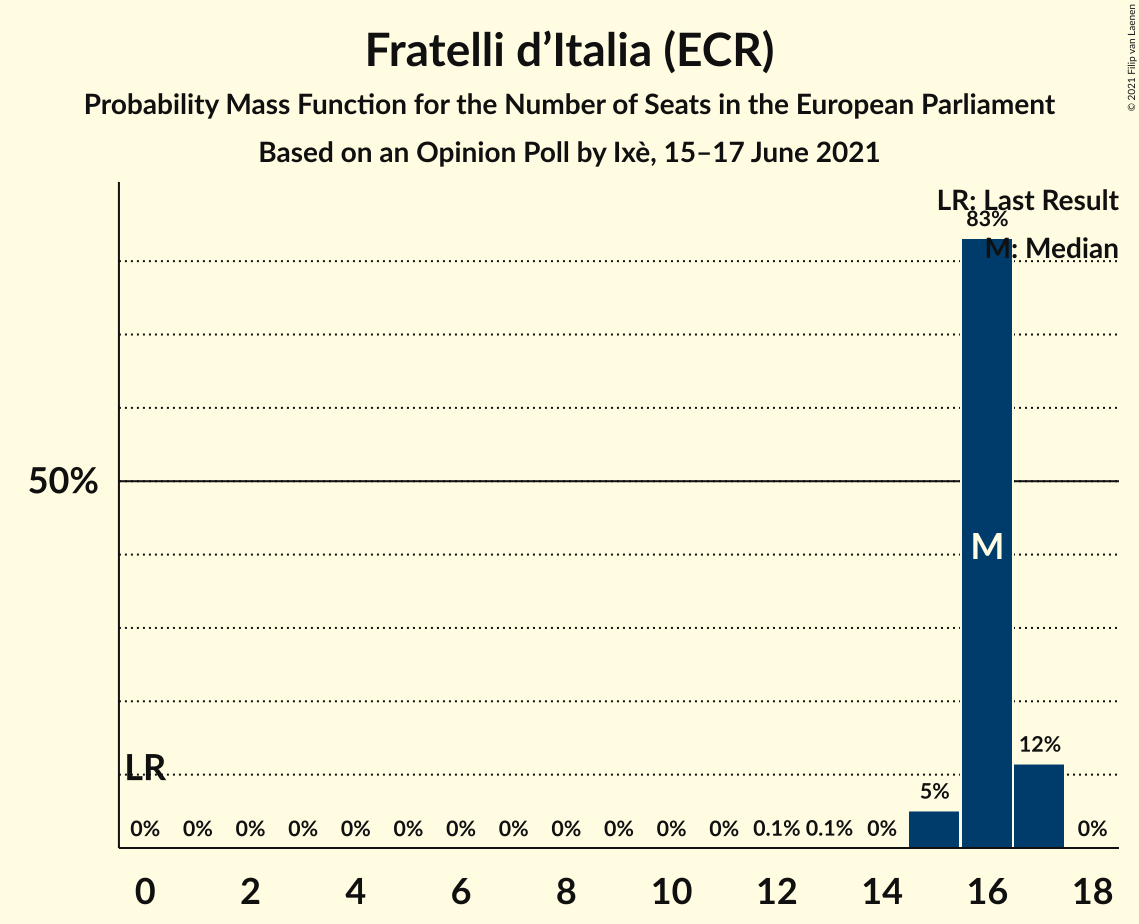 Fratelli d’Italia (ECR)
Probability Mass Function for the Number of Seats in the European Parliament
Based on an Opinion Poll by Ixè, 15–17 June 2021
© 2021 Filip van Laenen
LR: Last Result
83%
M: Median
50%
M
LR
12%
5%
0% 0% 0% 0% 0% 0% 0% 0% 0% 0% 0% 0% 0.1% 0.1% 0% 0%
0 2 4 6 8 10 12 14 16 18